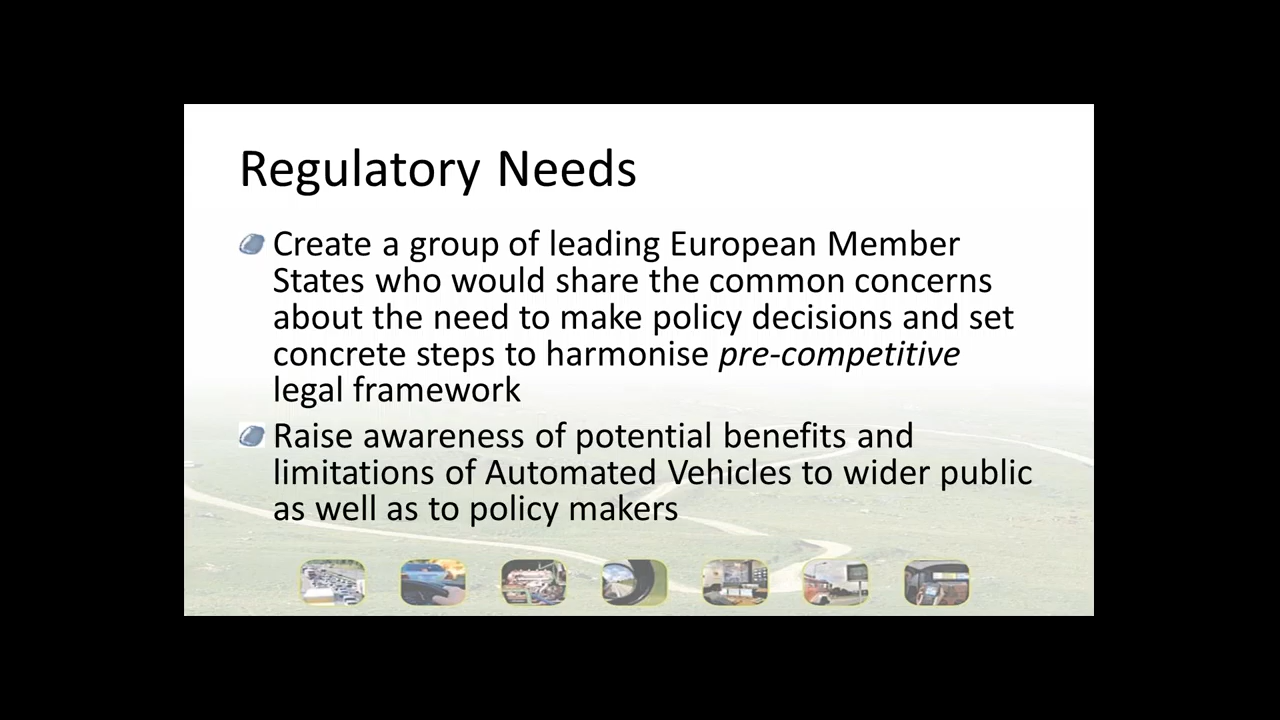 Regulatory Needs
Create a group of leading European Member
States who would share the common concerns
about the need to make policy decisions and set
concrete steps to harmonise pre-competitive
legal framework
Raise awareness of potential benefits and
limitations of Automated Vehicles to wider public
as well as to policy makers